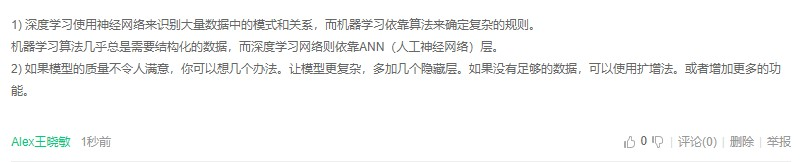 1) 深度学习使用神经网络来识别大量数据中的模式和关系，而机器学习依靠算法来确定复杂的规则。
机器学习算法几乎总是需要结构化的数据，而深度学习网络则依靠ANN（人工神经网络）层。
2) 如果模型的质量不令人满意，你可以想几个办法。让模型更复杂，多加几个隐藏层。如果没有足够的数据，可以使用扩增法。或者增加更多的功
能。
Alex王晓敏 1秒前 0 | 评论(0) | 删除 | 举报